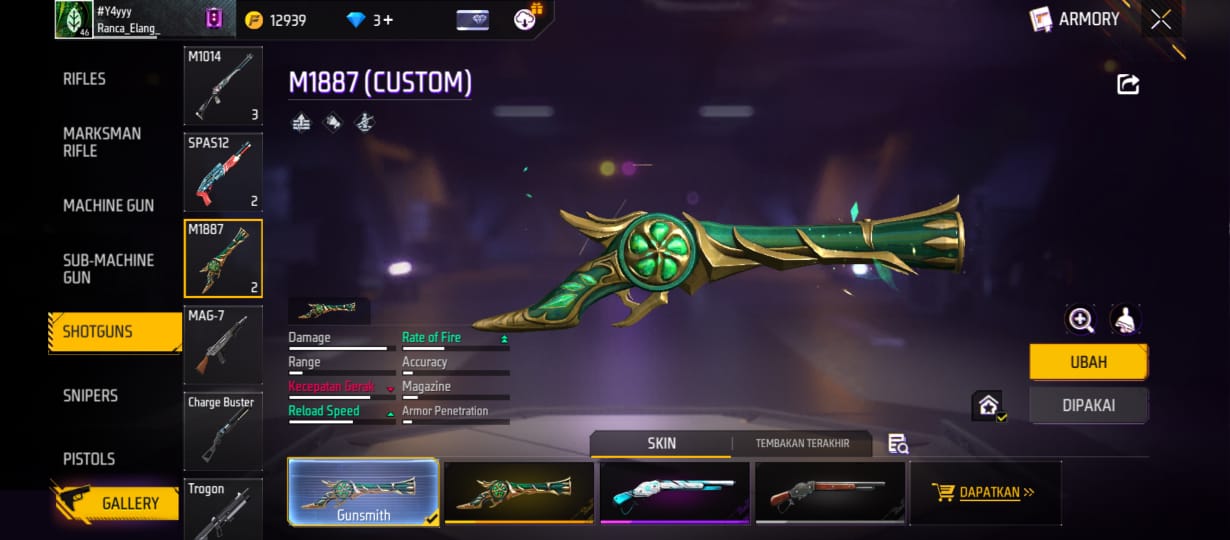 #Y4yyy
Ranca_Elang_
46
12939
3+
ARMORY
RIFLES
MARKSMAN
RIFLE
MACHINE GUN
SUB-MACHINE
GUN
SHOTGUNS
SNIPERS
PISTOLS
GALLERY
M1014
3
SPAS12
2
M1887
2
MAG-7
Charge Buster
Trogon
M1887 (CUSTOM)
Damage
Rate of Fire
Range
Accuracy
Kecepatan Gerak
Magazine
Reload Speed
Armor Penetration
UBAH
DIPAKAI
SKIN
TEMBAKAN TERAKHIR
Gunsmith
DAPATKAN >>